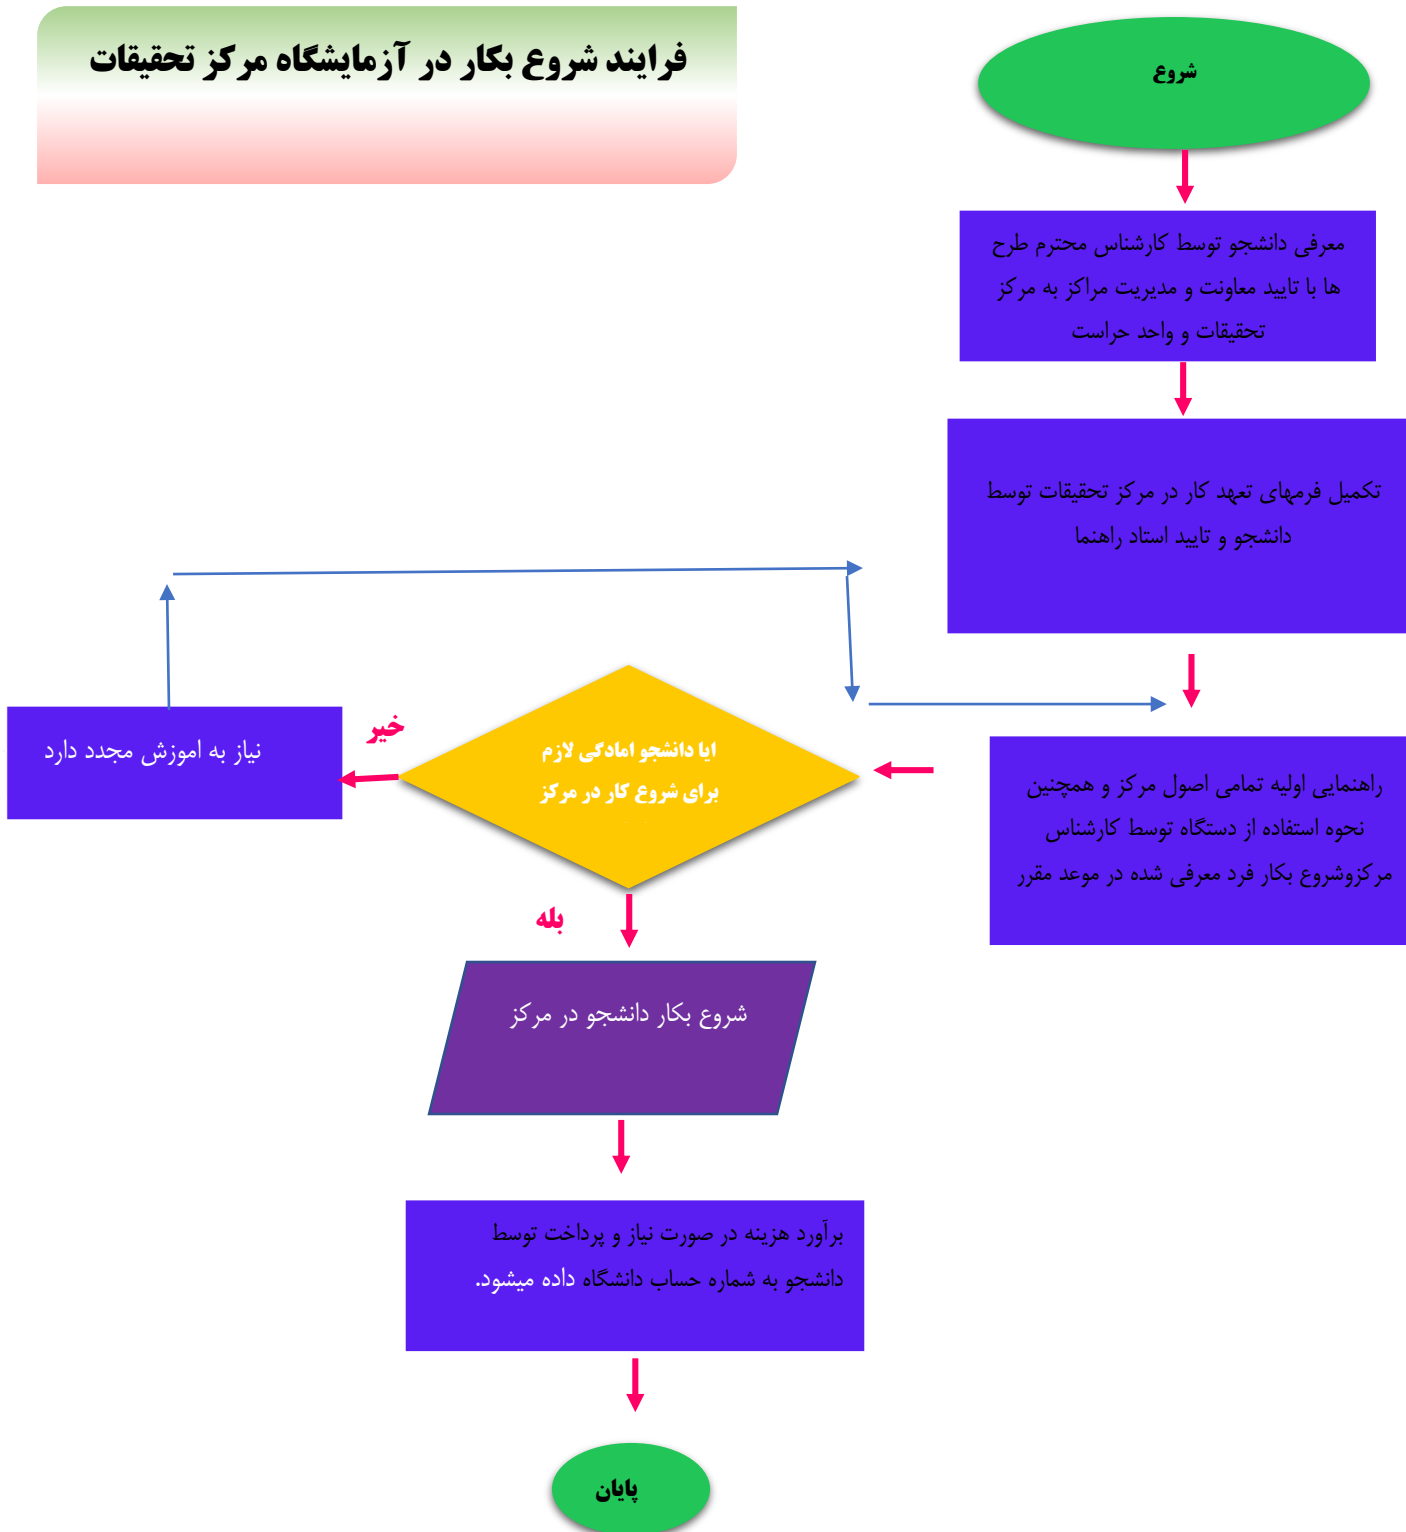 فرایند شروع بکار در آزمایشگاه مرکز تحقیقات
شروع
معرفی دانشجو توسط کارشناس محترم طرح
ها با تایید معاونت و مدیریت مراکز به مرکز
تحقیقات و واحد حراست
تکمیل فرمهای تعهد کار در مرکز تحقیقات توسط
دانشجو و تایید استاد راهنما
راهنمایی اولیه تمامی اصول مرکز و همچنین
نحوه استفاده از دستگاه توسط کارشناس
مرکزوشروع بکار فرد معرفی شده در موعد مقرر
ایا دانشجو امادگی لازم
برای شروع کار در مرکز
خیر
نیاز به اموزش مجدد دارد
بله
شروع بکار دانشجو در مرکز
برآورد هزینه در صورت نیاز و پرداخت توسط
دانشجو به شماره حساب دانشگاه داده میشود.
پایان